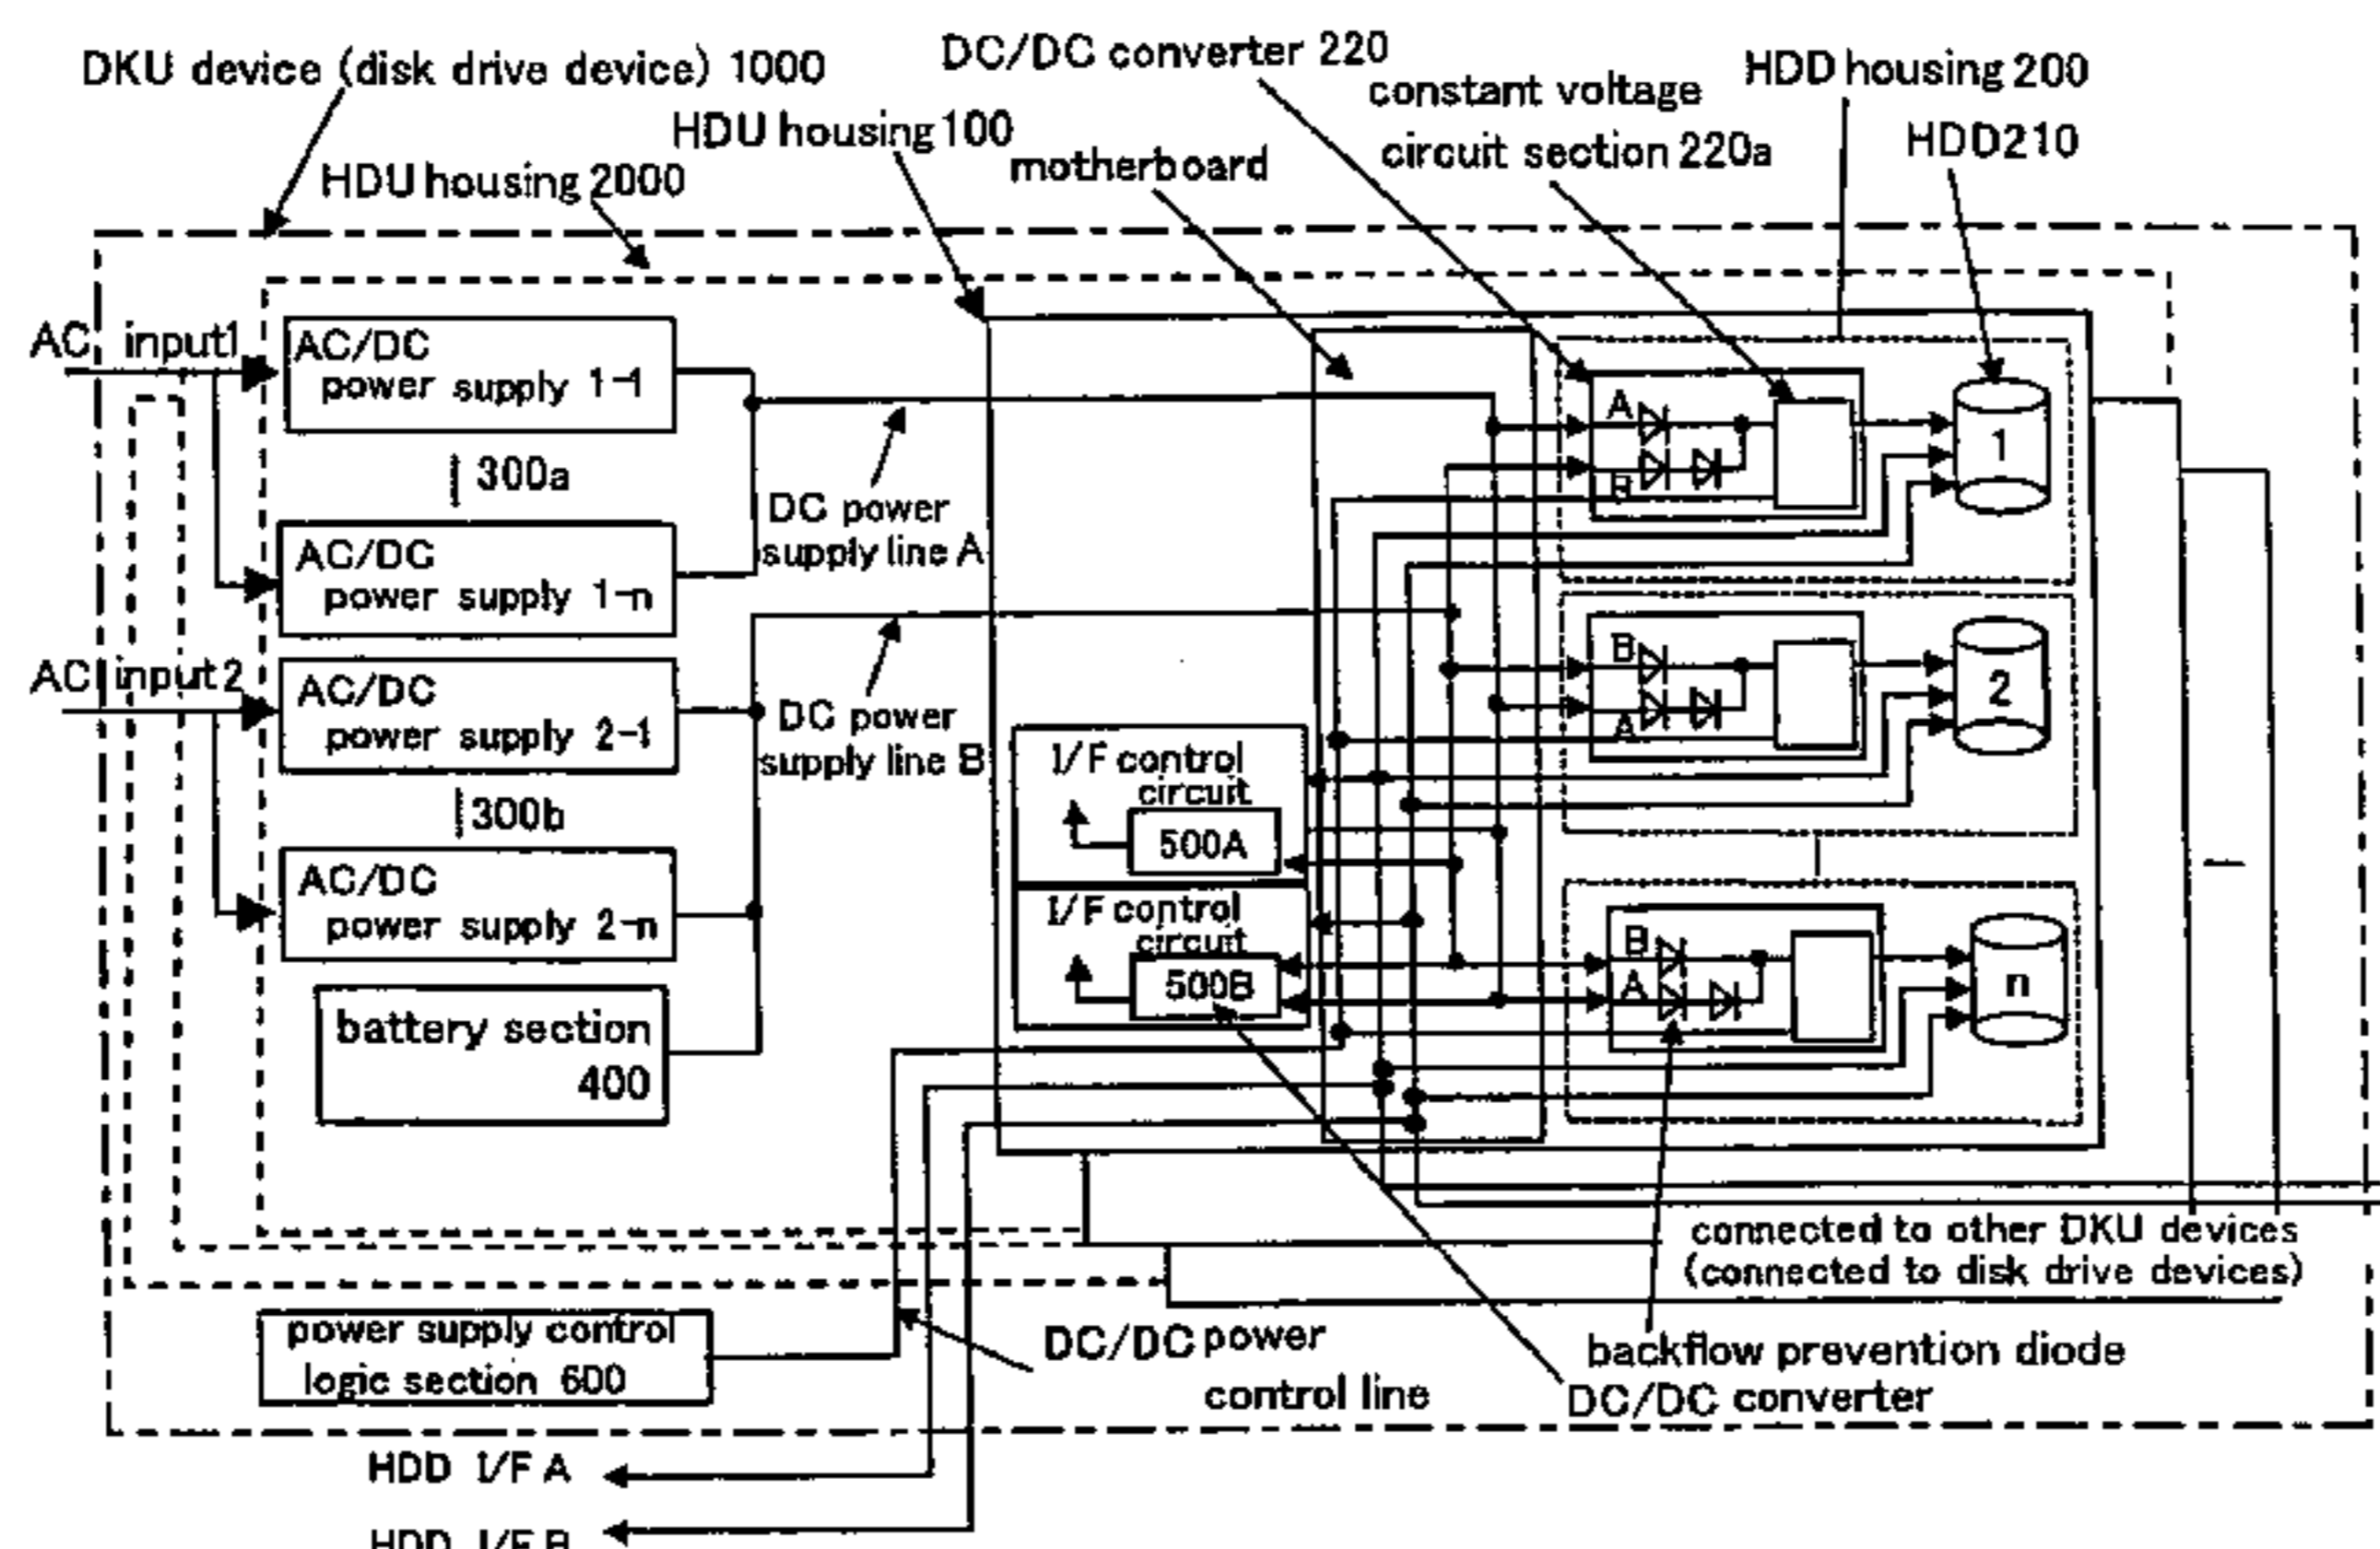 DKU device (disk drive device) 1000
DC/DC converter 220
HDD housing 200
constant voltage
circuit section 220a
HDU housing 100
HDD210
motherboard
HDU housing 2000
AC input1
AC/DC
power supply 1-1
300a
AC/DC
power supply 1-n
DC power
supply line A
AC input2
AC/DC
power supply 2-1
300b
AC/DC
power supply 2-n
DC power
supply line B
battery section
400
I/F control
circuit
500A
I/F control
circuit
500B
A
B
1
B
A
2
B
A
n
connected to other DKU devices
(connected to disk drive devices)
power supply control
logic section 600
DC/DC power
control line
backflow prevention diode
DC/DC converter
HDD I/F A
HDD I/F B